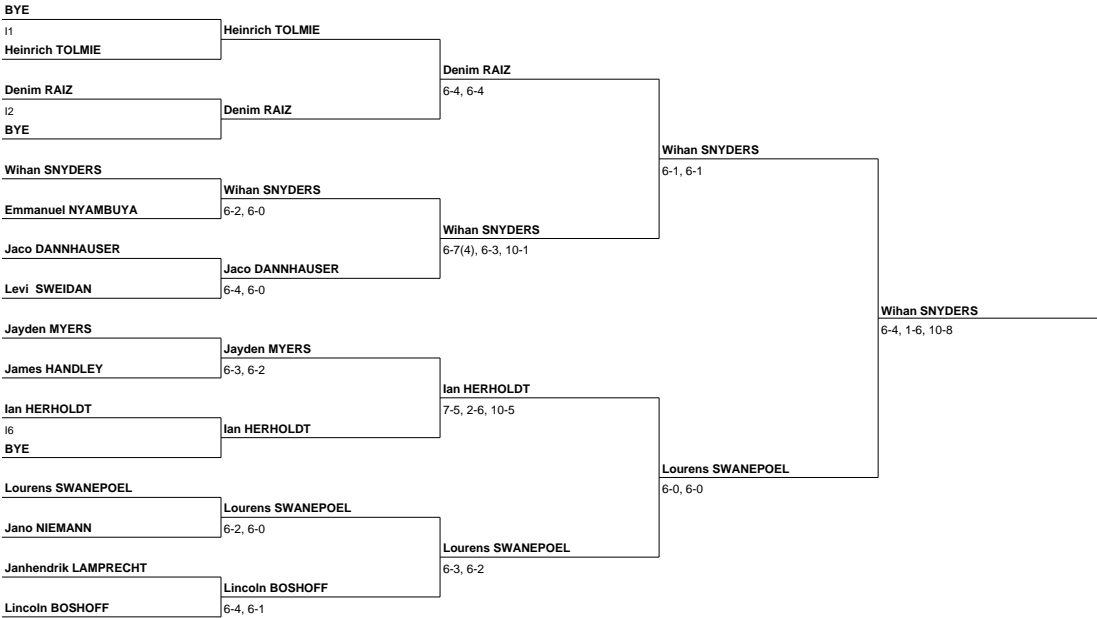 BYE
I1
Heinrich TOLMIE
Denim RAIZ
I2
BYE
Wihan SNYDERS
Emmanuel NYAMBUYA
Jaco DANNHAUSER
Levi  SWEIDAN
Jayden MYERS
James HANDLEY
Ian HERHOLDT
I6
BYE
Lourens SWANEPOEL
Jano NIEMANN
Janhendrik LAMPRECHT
Lincoln BOSHOFF
Heinrich TOLMIE
Denim RAIZ
Wihan SNYDERS
6-2, 6-0
Jaco DANNHAUSER
6-4, 6-0
Jayden MYERS
6-3, 6-2
Ian HERHOLDT
Lourens SWANEPOEL
6-2, 6-0
Lincoln BOSHOFF
6-4, 6-1
Denim RAIZ
6-4, 6-4
Wihan SNYDERS
6-7(4), 6-3, 10-1
Ian HERHOLDT
7-5, 2-6, 10-5
Lourens SWANEPOEL
6-3, 6-2
Wihan SNYDERS
6-1, 6-1
Lourens SWANEPOEL
6-0, 6-0
Wihan SNYDERS
6-4, 1-6, 10-8